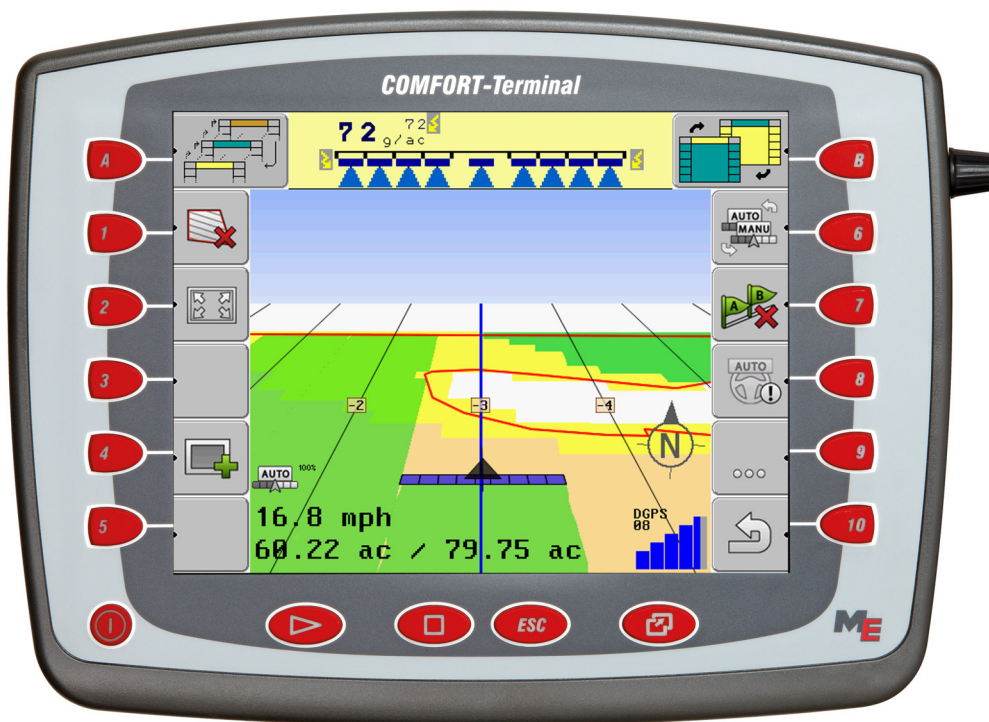 COMFORT-Terminal
A
72
72
g/ac
B
1
AUTO
MANU
6
2
A B
7
3
-2
-3
-4
AUTO
8
4
AUTO
100%
N
9
5
16.8 mph
DGPS
08
10
60.22 ac / 79.75 ac
ESC
ME